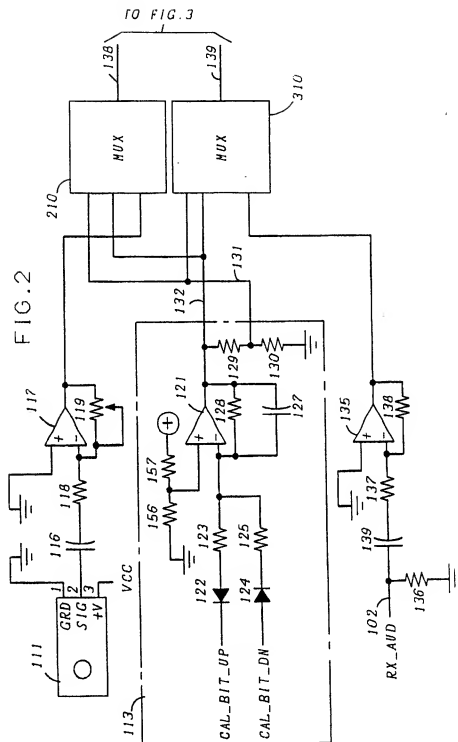 FIG.2
TO FIG.3
138
139
MUX
210
MUX
310
117
119
118
116
111
GRD
SIG
+V
1
2
3
VCC
113
132
131
129
130
121
157
156
128
127
123
125
122
124
CAL_BIT_UP
CAL_BIT_DN
135
138
137
139
136
102
RX_AUD